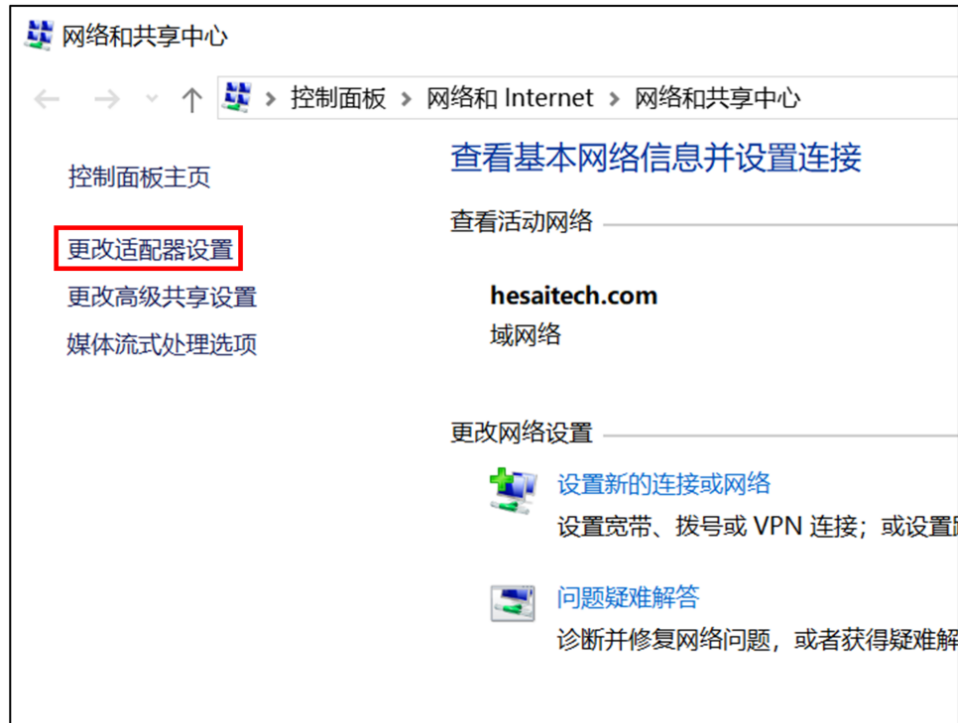 网络和共享中心
控制面板 > 网络和 Internet > 网络和共享中心
控制面板主页
更改适配器设置
更改高级共享设置
媒体流式处理选项
查看基本网络信息并设置连接
查看活动网络
hesaitech.com
域网络
更改网络设置
设置新的连接或网络
设置宽带、拨号或 VPN 连接；或设置
问题疑难解答
诊断并修复网络问题，或者获得疑难解